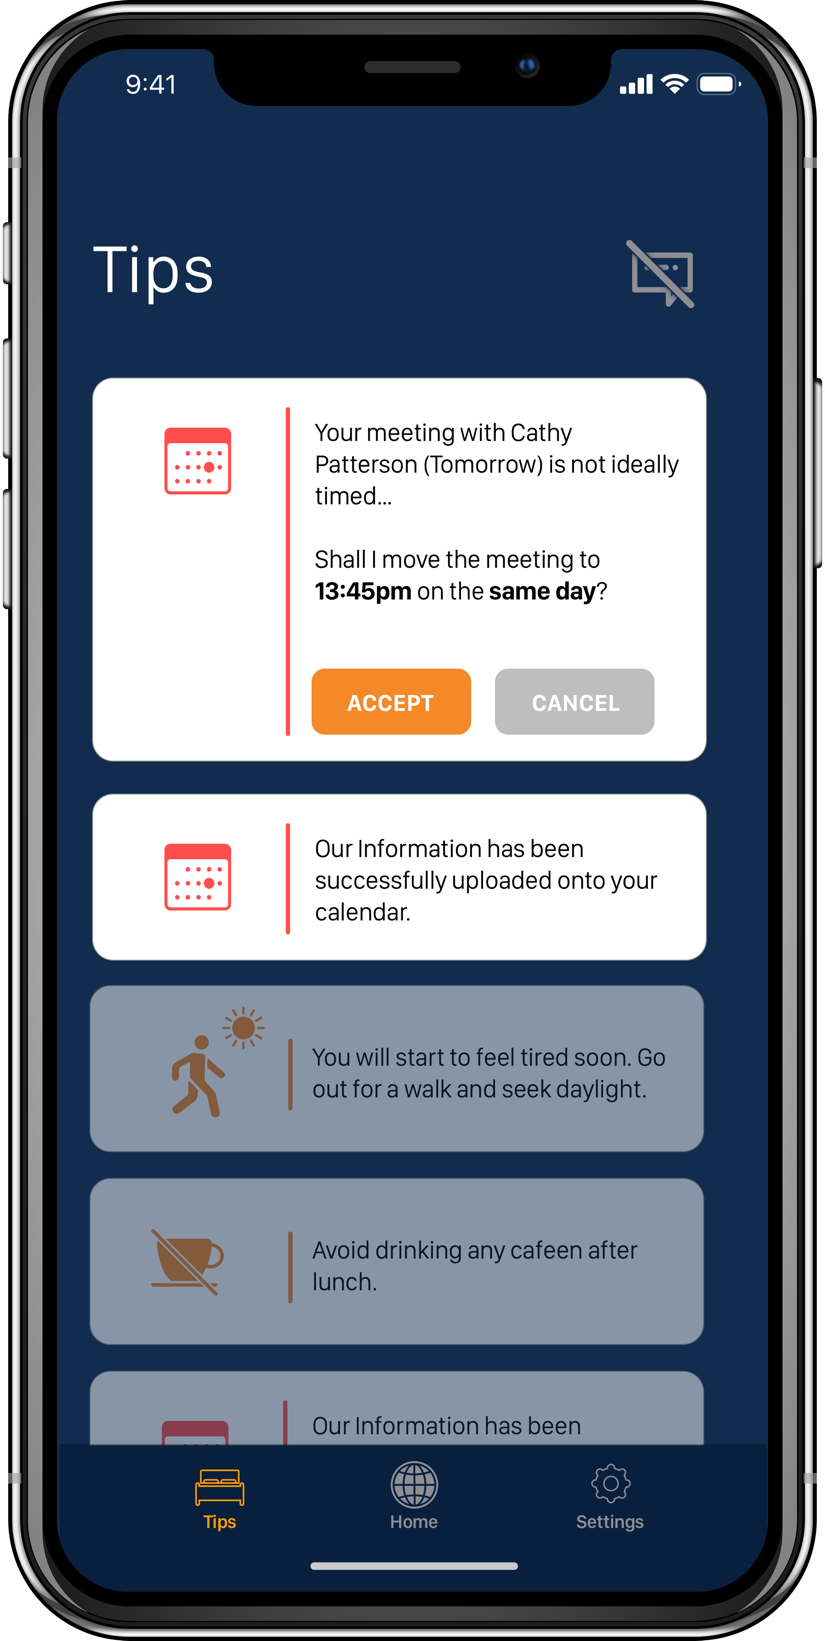 9:41
Tips
Your meeting with Cathy
Patterson (Tomorrow) is not ideally
timed...
Shall I move the meeting to
13:45pm on the same day?
ACCEPT
CANCEL
Our Information has been
successfully uploaded onto your
calendar.
You will start to feel tired soon. Go
out for a walk and seek daylight.
Avoid drinking any cafeen after
lunch.
Our Information has been
Tips
Home
Settings